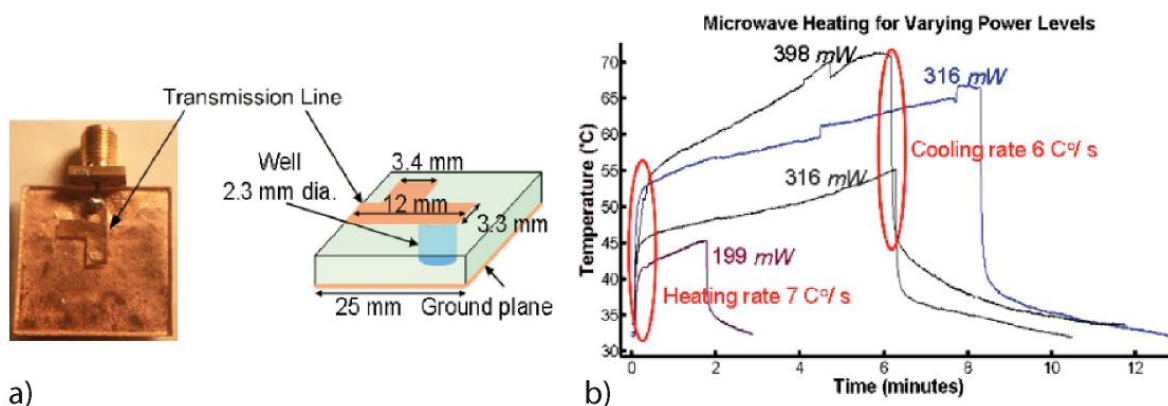 Transmission Line
Well
2.3 mm dia.
3.4 mm
12 mm
3.3 mm
25 mm
Ground plane
a)
Microwave Heating for Varying Power Levels
Temperature (°C)
70
65
60
55
50
45
40
35
30
398 mW
316 mW
316 mW
199 mW
Cooling rate 6 Cº/ s
Heating rate 7 Cº/ s
0
2
4
6
8
10
12
Time (minutes)
b)